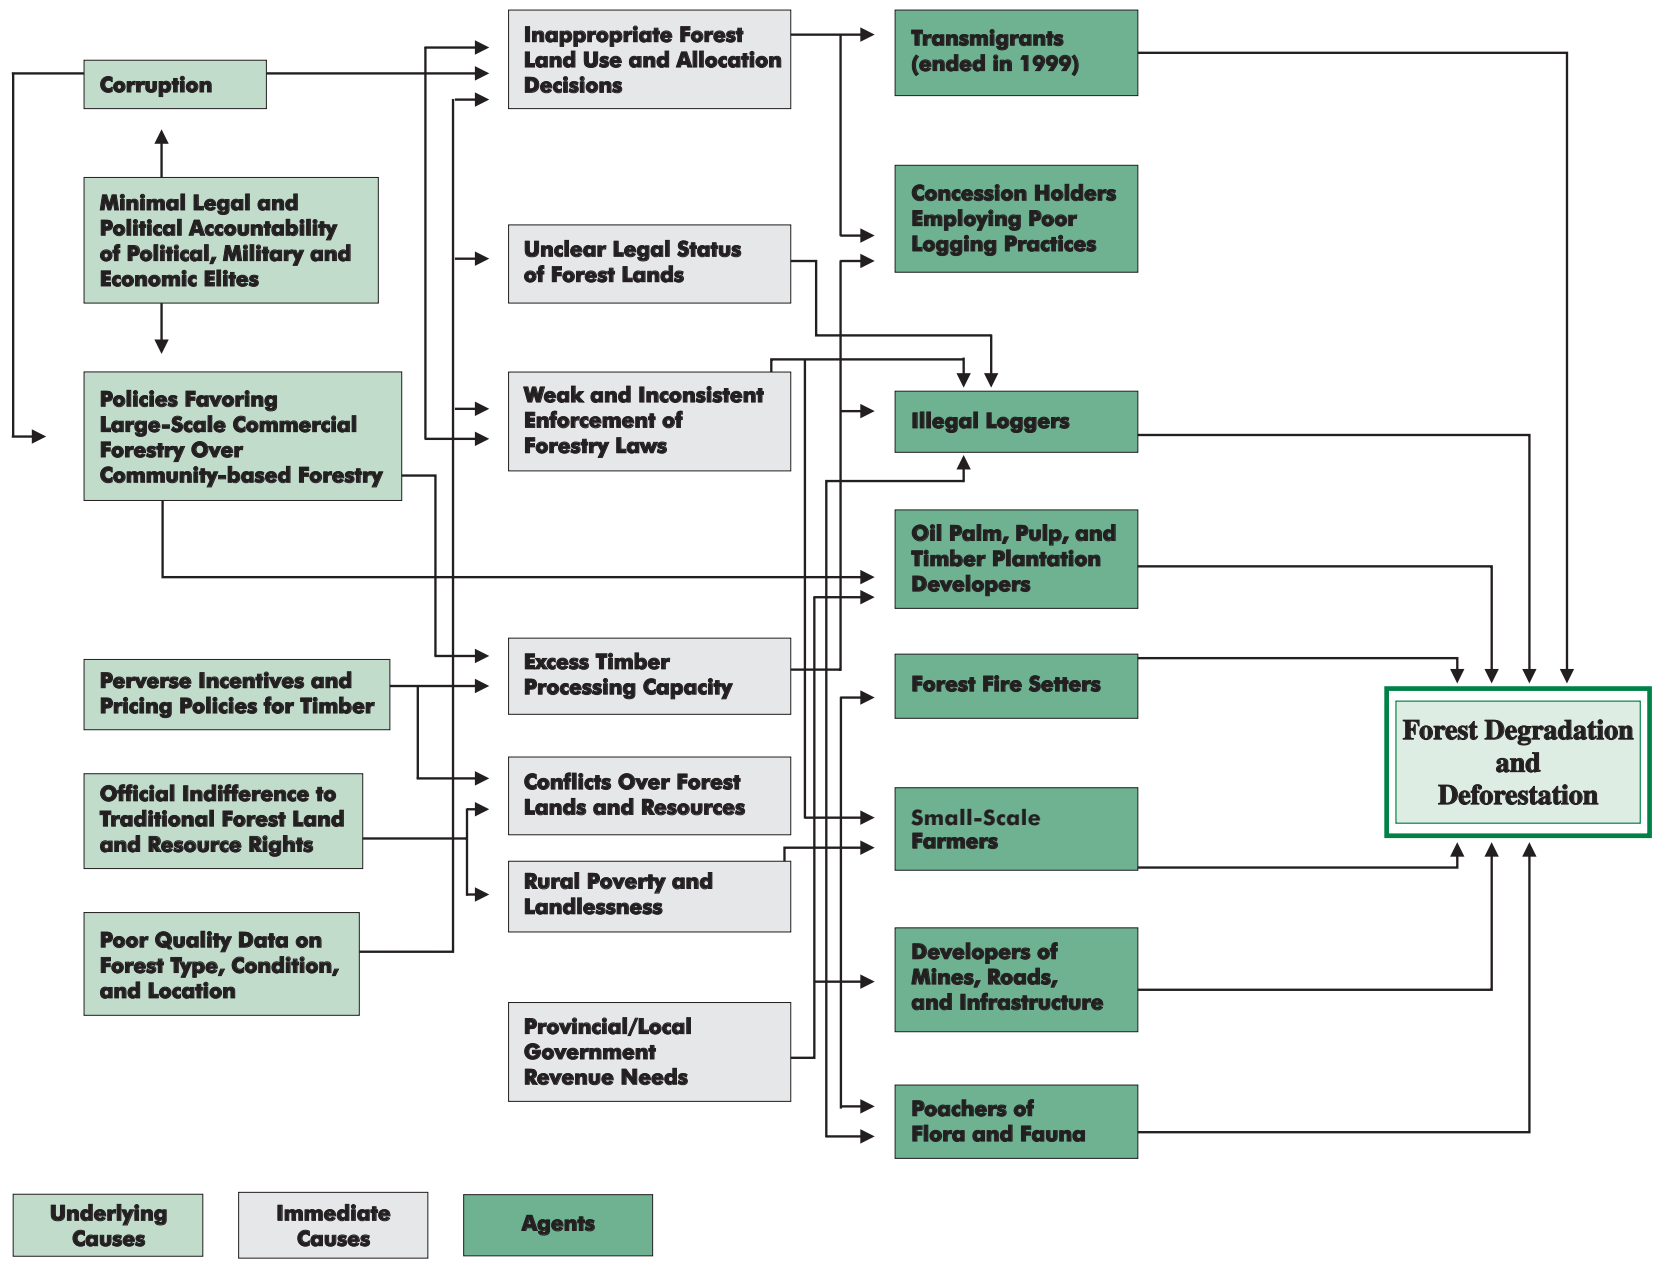 Corruption
Minimal Legal and
Political Accountability
of Political, Military and
Economic Elites
Policies Favoring
Large-Scale Commercial
Forestry Over
Community-based Forestry
Perverse Incentives and
Pricing Policies for Timber
Official Indifference to
Traditional Forest Land
and Resource Rights
Poor Quality Data on
Forest Type, Condition,
and Location
Inappropriate Forest
Land Use and Allocation
Decisions
Unclear Legal Status
of Forest Lands
Weak and Inconsistent
Enforcement of
Forestry Laws
Excess Timber
Processing Capacity
Conflicts Over Forest
Lands and Resources
Rural Poverty and
Landlessness
Provincial/Local
Government
Revenue Needs
Transmigrants
(ended in 1999)
Concession Holders
Employing Poor
Logging Practices
Illegal Loggers
Oil Palm, Pulp, and
Timber Plantation
Developers
Forest Fire Setters
Small-Scale
Farmers
Developers of
Mines, Roads,
and Infrastructure
Poachers of
Flora and Fauna
Forest Degradation
and
Deforestation
Underlying
Causes
Immediate
Causes
Agents